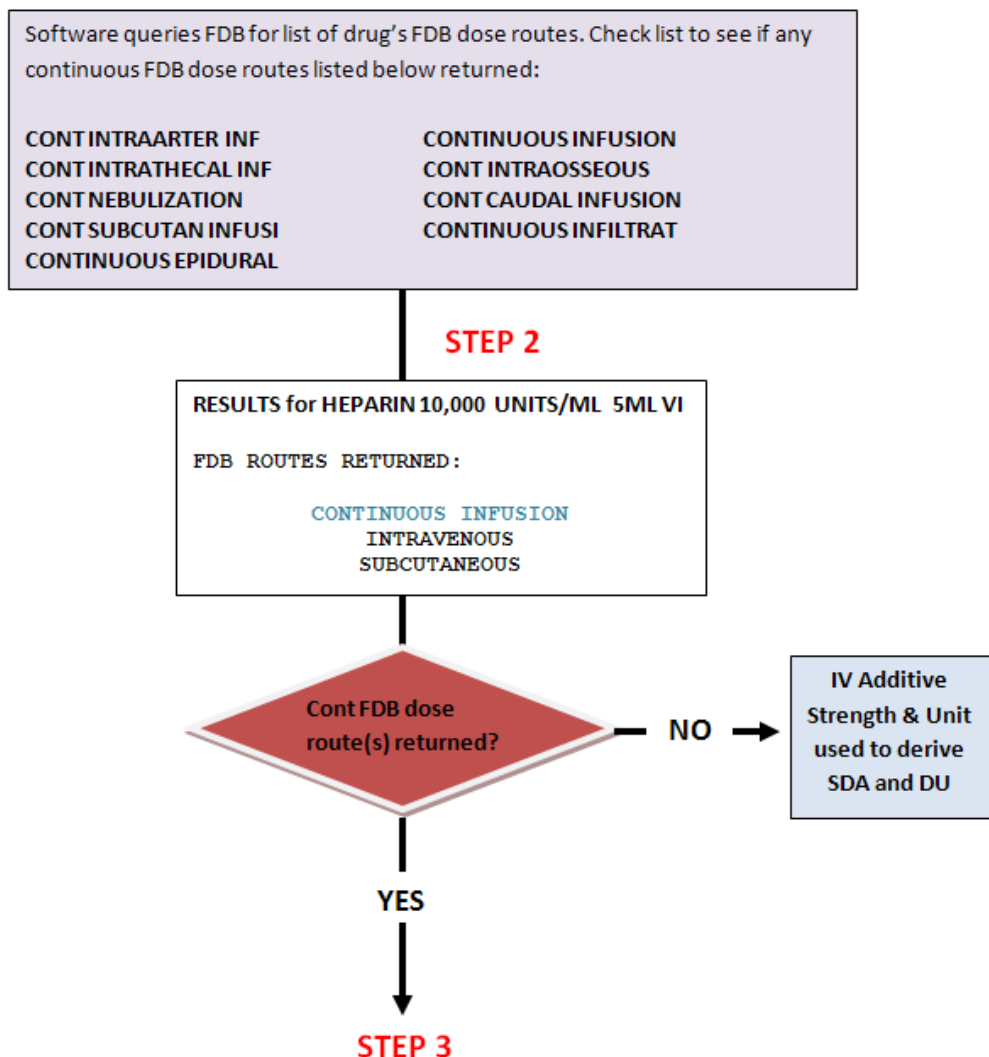 Software queries FDB for list of drug's FDB dose routes. Check list to see if any
continuous FDB dose routes listed below returned:
CONT INTRAARTER INF
CONT INTRATHECAL INF
CONT NEBULIZATION
CONT SUBCUTAN INFUSI
CONTINUOUS EPIDURAL
CONTINUOUS INFUSION
CONT INTRAOSSEOUS
CONT CAUDAL INFUSION
CONTINUOUS INFILTRAT
STEP 2
RESULTS for HEPARIN 10,000 UNITS/ML 5ML VI
FDB ROUTES RETURNED:
CONTINUOUS INFUSION
INTRAVENOUS
SUBCUTANEOUS
Cont FDB dose
route(s) returned?
NO
IV Additive
Strength & Unit
used to derive
SDA and DU
YES
STEP 3